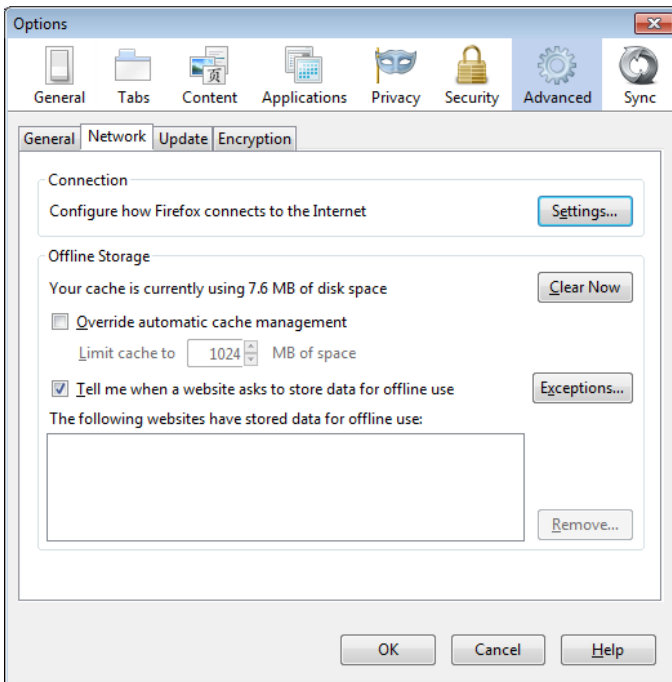 Options
General Tabs Content Applications Privacy Security Advanced Sync
页
General Network Update Encryption
Connection
Configure how Firefox connects to the Internet Settings...
Offline Storage
Your cache is currently using 7.6 MB of disk space Clear Now
Override automatic cache management
Limit cache to 1024 MB of space
Tell me when a website asks to store data for offline use Exceptions...
The following websites have stored data for offline use:
Remove...
OK Cancel Help